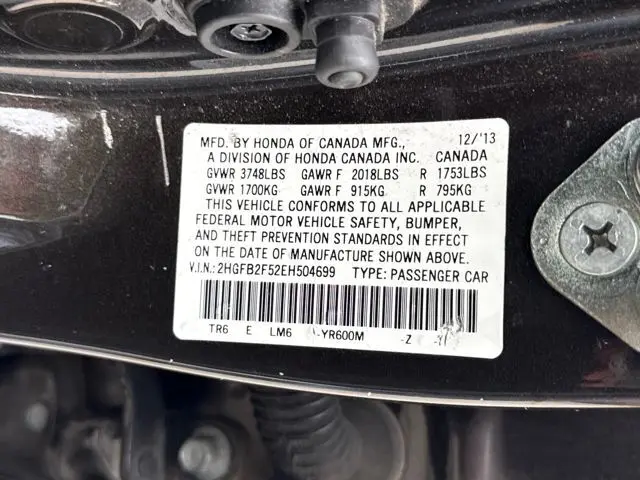 MFD. BY HONDA OF CANADA MFG., 12/'13
A DIVISION OF HONDA CANADA INC. CANADA
GVWR 3748LBS GAWR F 2018LBS R 1753LBS
GVWR 1700KG GAWR F 915KG R 795KG
THIS VEHICLE CONFORMS TO ALL APPLICABLE
FEDERAL MOTOR VEHICLE SAFETY, BUMPER,
AND THEFT PREVENTION STANDARDS IN EFFECT
ON THE DATE OF MANUFACTURE SHOWN ABOVE.
V.I.N.: 2HGFB2F52EH504699 TYPE: PASSENGER CAR
TR6 E LM6 -YR600M -Z